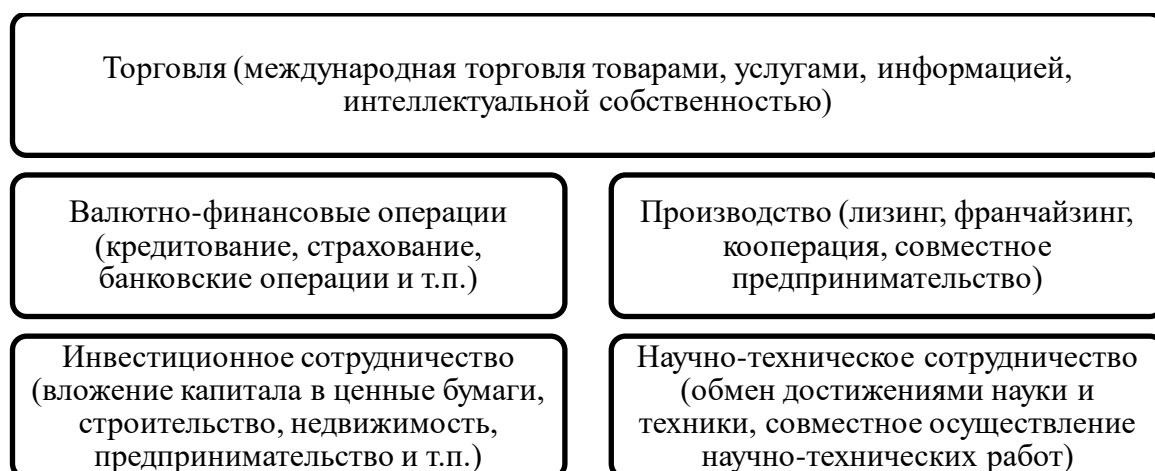 Торговля (международная торговля товарами, услугами, информацией,
интеллектуальной собственностью)
Валютно-финансовые операции
(кредитование, страхование,
банковские операции и т.п.)
Производство (лизинг, франчайзинг,
кооперация, совместное
предпринимательство)
Инвестиционное сотрудничество
(вложение капитала в ценные бумаги,
строительство, недвижимость,
предпринимательство и т.п.)
Научно-техническое сотрудничество
(обмен достижениями науки и
техники, совместное осуществление
научно-технических работ)